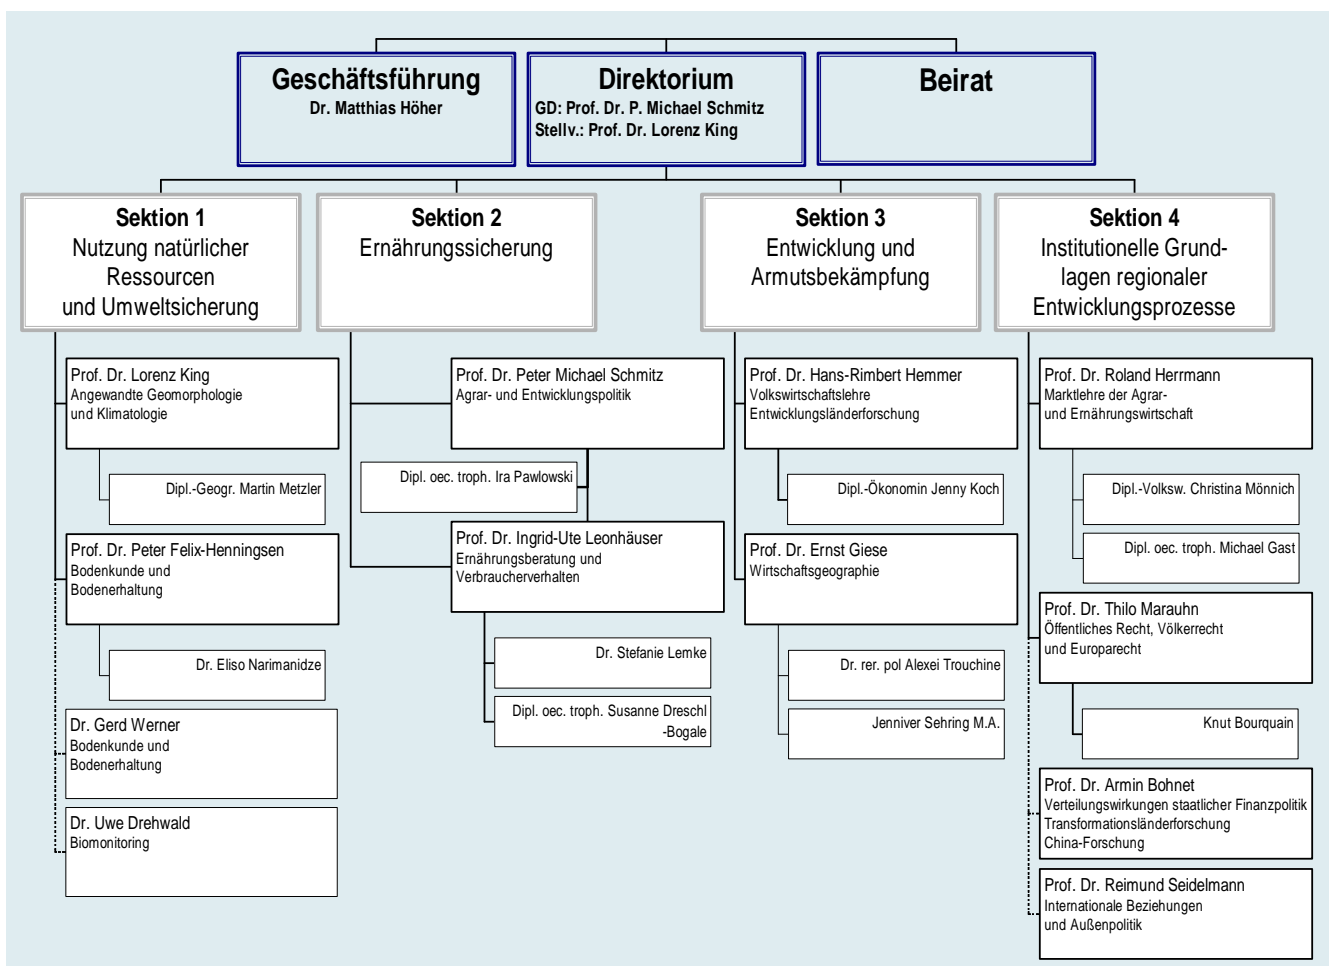 Geschäftsführung
Dr. Matthias Höher
Direktorium
GD: Prof. Dr. P. Michael Schmitz
Stellv.: Prof. Dr. Lorenz King
Beirat
Sektion 1
Nutzung natürlicher
Ressourcen
und Umweltsicherung
Sektion 2
Ernährungssicherung
Sektion 3
Entwicklung und
Armutsbekämpfung
Sektion 4
Institutionelle Grund-
lagen regionaler
Entwicklungsprozesse
Prof. Dr. Lorenz King
Angewandte Geomorphologie
und Klimatologie
Dipl.-Geogr. Martin Metzler
Prof. Dr. Peter Felix-Henningsen
Bodenkunde und
Bodenerhaltung
Dr. Eliso Narimanidze
Dr. Gerd Werner
Bodenkunde und
Bodenerhaltung
Dr. Uwe Drehwald
Biomonitoring
Prof. Dr. Peter Michael Schmitz
Agrar- und Entwicklungspolitik
Dipl. oec. troph. Ira Pawlowski
Prof. Dr. Ingrid-Ute Leonhäuser
Ernährungsberatung und
Verbraucherverhalten
Dr. Stefanie Lemke
Dipl. oec. troph. Susanne Dreschl
-Bogale
Prof. Dr. Hans-Rimbert Hemmer
Volkswirtschaftslehre
Entwicklungsländerforschung
Dipl.-Ökonomin Jenny Koch
Prof. Dr. Ernst Giese
Wirtschaftsgeographie
Dr. rer. pol Alexei Trouchine
Jenniver Sehring M.A.
Prof. Dr. Roland Herrmann
Marktlehre der Agrar-
und Ernährungswirtschaft
Dipl.-Volksw. Christina Mönnich
Dipl. oec. troph. Michael Gast
Prof. Dr. Thilo Marauhn
Öffentliches Recht, Völkerrecht
und Europarecht
Knut Bourquain
Prof. Dr. Armin Bohnet
Verteilungswirkungen staatlicher Finanzpolitik
Transformationsländerforschung
China-Forschung
Prof. Dr. Reimund Seidelmann
Internationale Beziehungen
und Außenpolitik